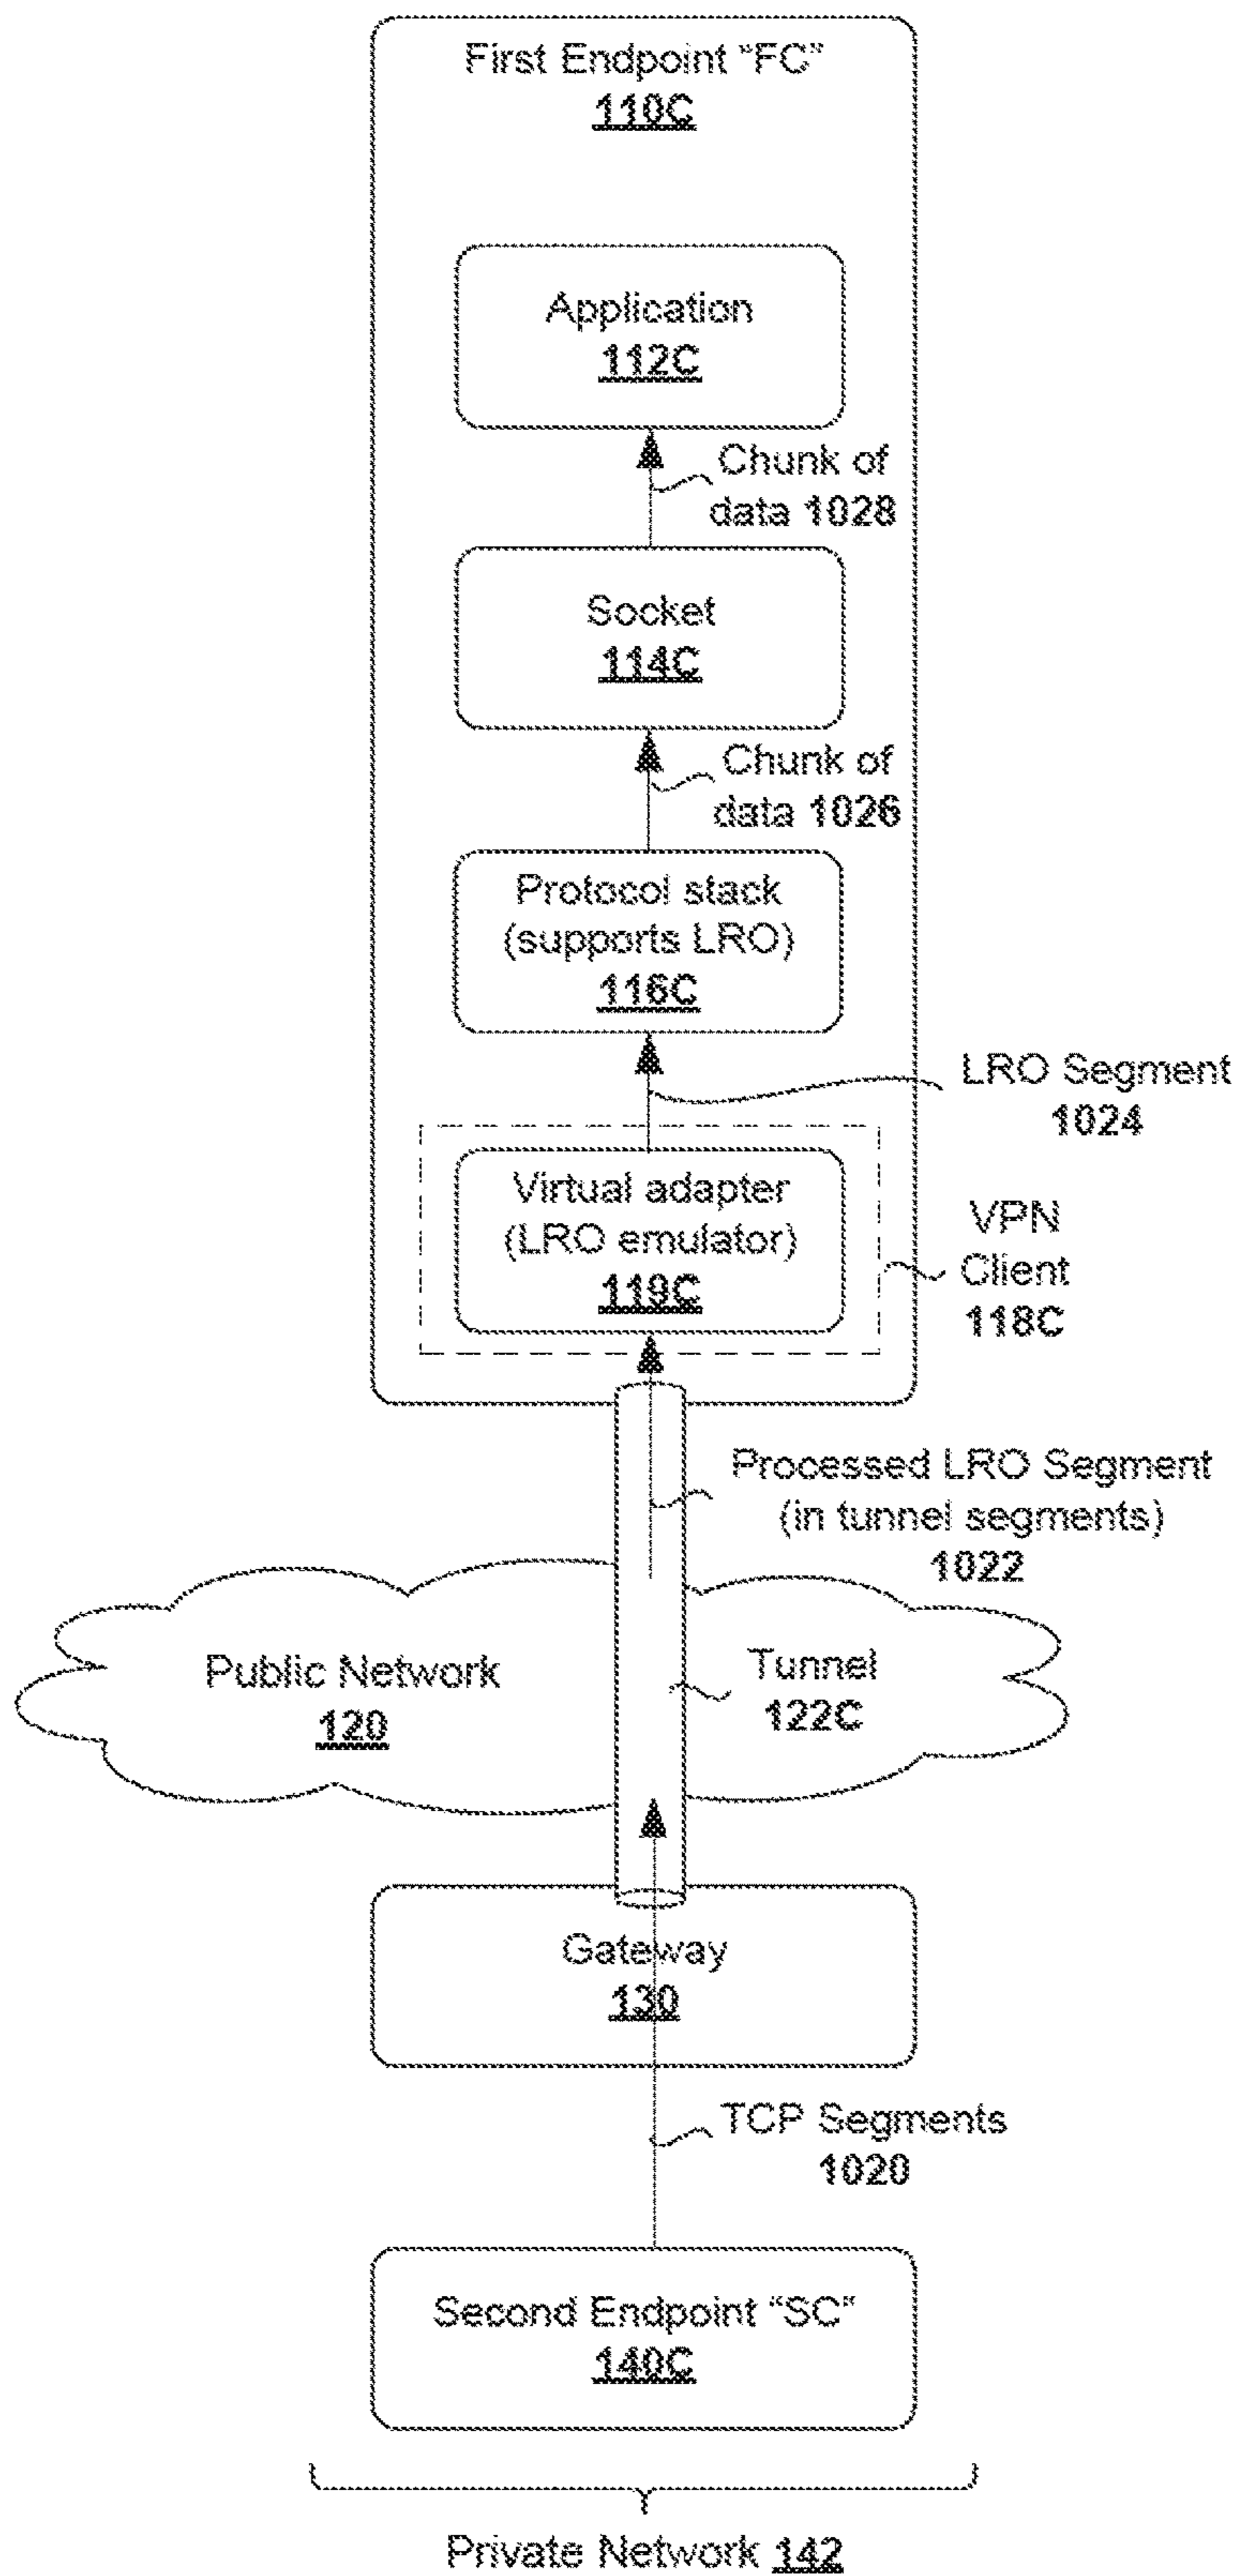 First Endpoint “FC”
110C
Application
112C
Chunk of
data 1028
Socket
114C
Chunk of
data 1026
Protocol stack
(supports LRO)
116C
LRO Segment
1024
Virtual adapter
(LRO emulator)
119C
VPN
Client
118C
Processed LRO Segment
(in tunnel segments)
1022
Public Network
120
Tunnel
122C
Gateway
130
TCP Segments
1020
Second Endpoint “SC”
140C
Private Network 142